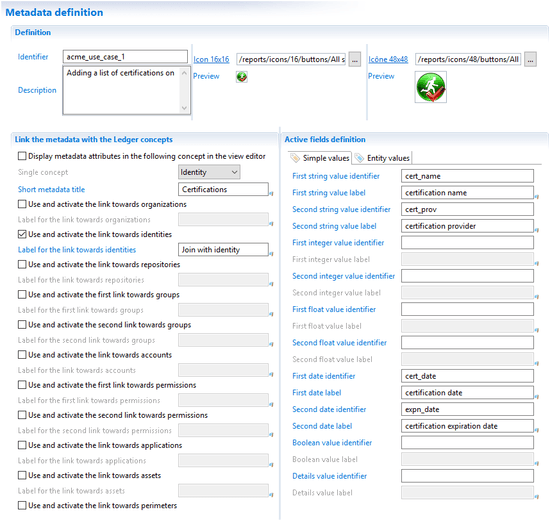 Metadata definition
Definition
Identifier acme_use_case_1
Description Adding a list of certifications on
Icon 16x16 /reports/icons/16/buttons/All s ...
Preview
Icône 48x48 /reports/icons/48/buttons/All ...
Preview
Link the metadata with the Ledger concepts
Display metadata attributes in the following concept in the view editor
Single concept Identity
Short metadata title Certifications
Use and activate the link towards organizations
Label for the link towards organizations
Use and activate the link towards identities
Label for the link towards identities Join with identity
Use and activate the link towards repositories
Label for the link towards repositories
Use and activate the first link towards groups
Label for the first link towards groups
Use and activate the second link towards groups
Label for the second link towards groups
Use and activate the link towards accounts
Label for the link towards accounts
Use and activate the first link towards permissions
Label for the first link towards permissions
Use and activate the second link towards permissions
Label for the second link towards permissions
Use and activate the link towards applications
Label for the link towards applications
Use and activate the link towards assets
Label for the link towards assets
Use and activate the link towards perimeters
Active fields definition
Simple values Entity values
First string value identifier cert_name
First string value label certification name
Second string value identifier cert_prov
Second string value label certification provider
First integer value identifier
First integer value label
Second integer value identifier
Second integer value label
First float value identifier
First float value label
Second float value identifier
Second float value label
First date identifier cert_date
First date label certification date
Second date identifier expn_date
Second date label certification expiration date
Boolean value identifier
Boolean value label
Details value identifier
Details value label